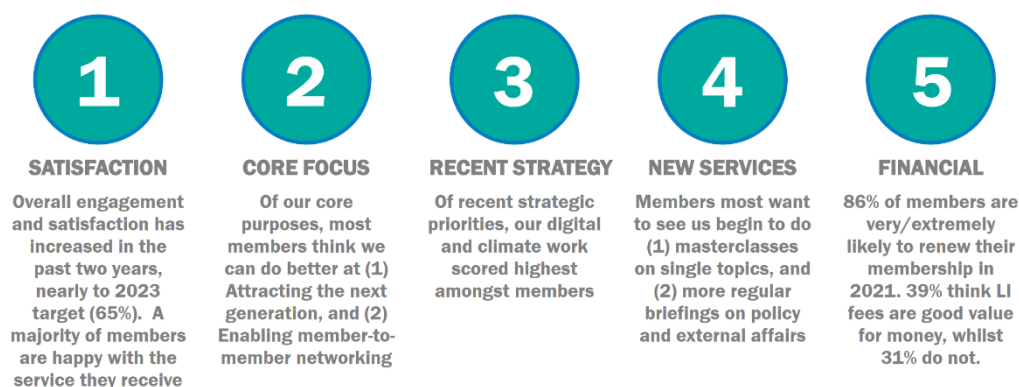 1
SATISFACTION
Overall engagement
and satisfaction has
increased in the
past two years,
nearly to 2023
target (65%). A
majority of members
are happy with the
service they receive
2
CORE FOCUS
Of our core
purposes, most
members think we
can do better at (1)
Attracting the next
generation, and (2)
Enabling member-to-
member networking
3
RECENT STRATEGY
Of recent strategic
priorities, our digital
and climate work
scored highest
amongst members
4
NEW SERVICES
Members most want
to see us begin to do
(1) masterclasses
on single topics, and
(2) more regular
briefings on policy
and external affairs
5
FINANCIAL
86% of members are
very/extremely
likely to renew their
membership in
2021. 39% think LI
fees are good value
for money, whilst
31% do not.